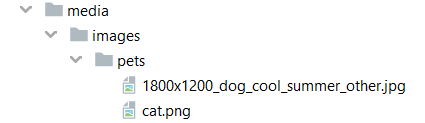 media
images
pets
1800x1200_dog_cool_summer_other.jpg
cat.png